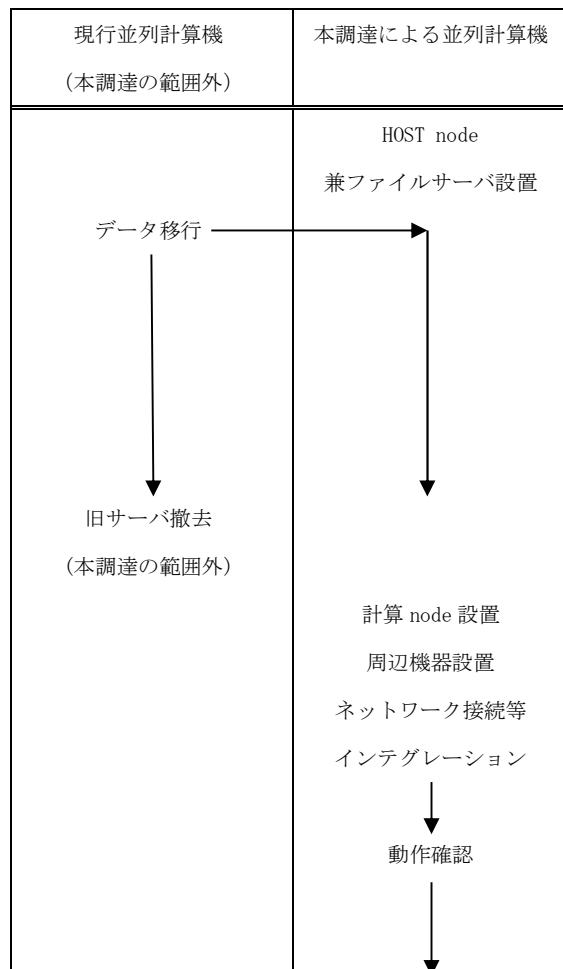 現行並列計算機
(本調達の範囲外)
本調達による並列計算機
HOST node
兼ファイルサーバ設置
データ移行
旧サーバ撤去
(本調達の範囲外)
計算 node 設置
周辺機器設置
ネットワーク接続等
インテグレーション
動作確認